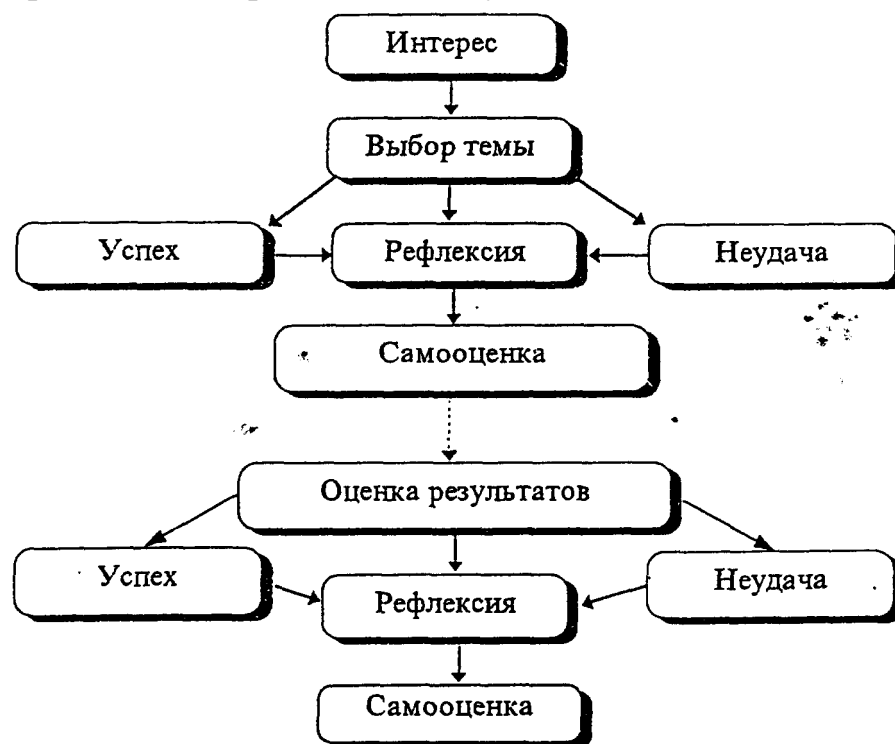 Интерес
Выбор темы
Успех
Рефлексия
Неудача
Самооценка
Оценка результатов
Успех
Рефлексия
Неудача
Самооценка